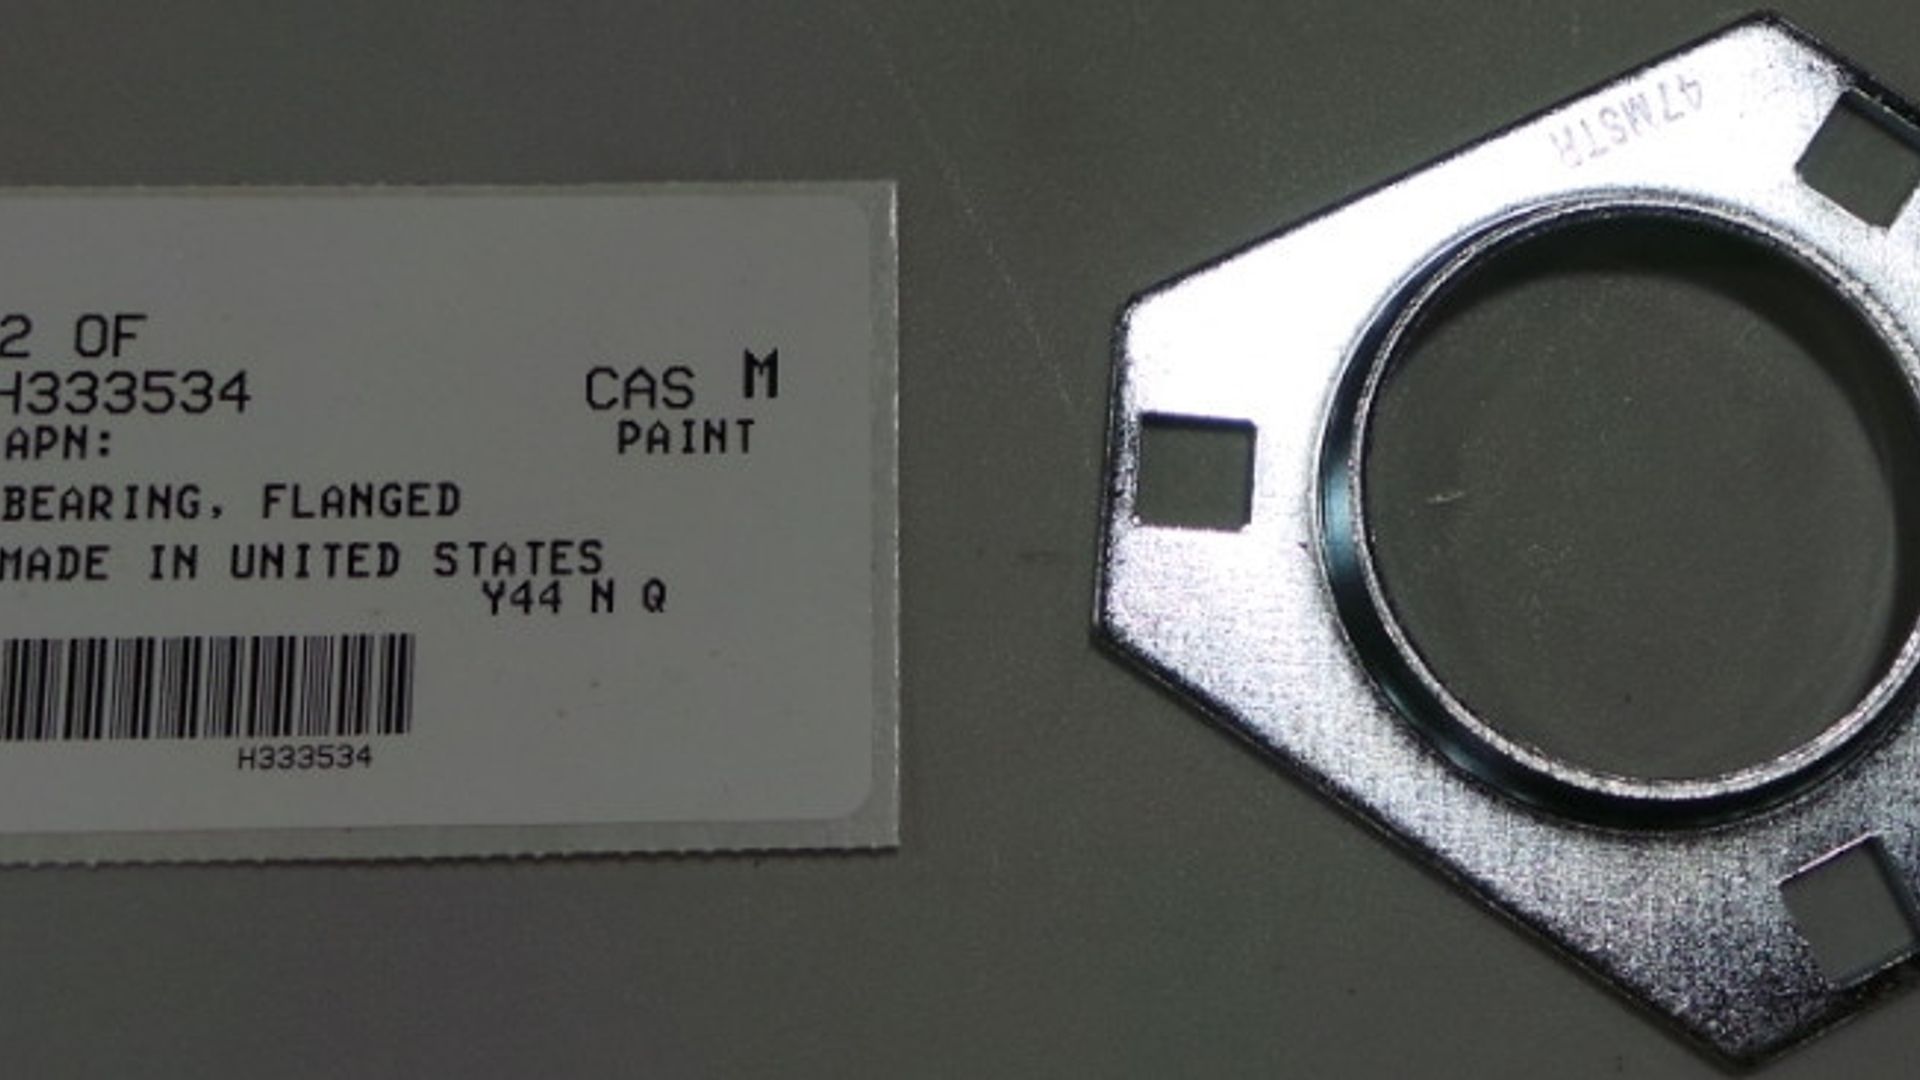 2 OF
H333534
CAS M
APN:
PAINT
BEARING, FLANGED
MADE IN UNITED STATES
Y44 N Q
H333534
47MSTR